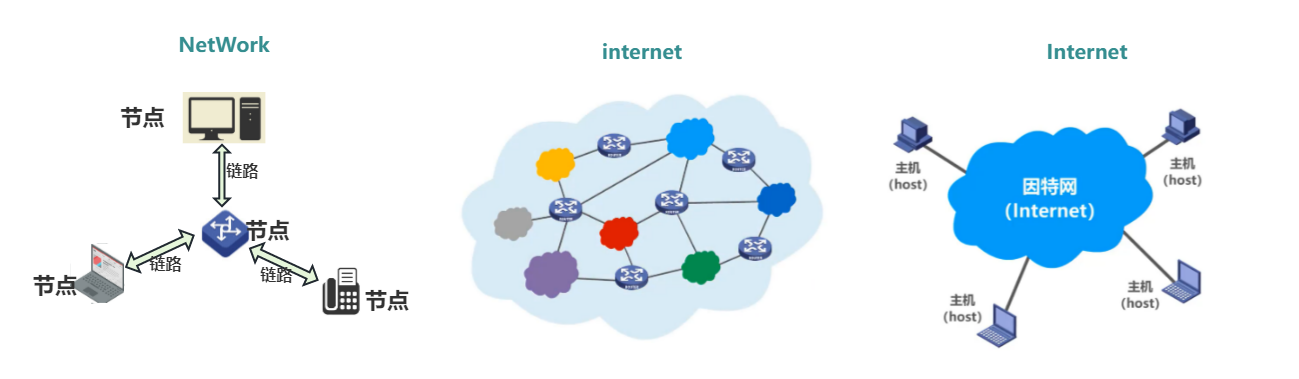 NetWork
节点
链路
节点
链路
节点
链路
节点
internet
Internet
主机
(host)
主机
(host)
因特网
(Internet)
主机
(host)
主机
(host)